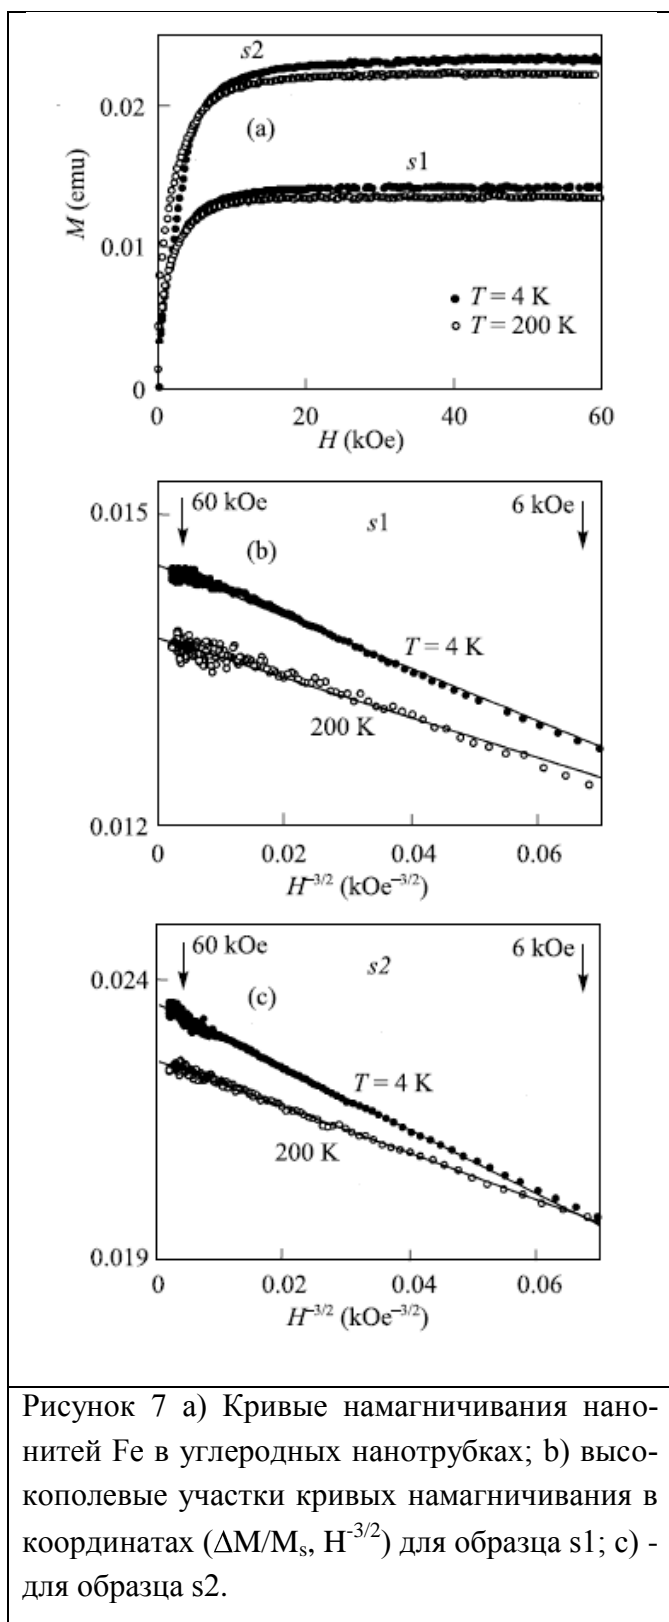 s2
0.02
(a)
s1
M (emu)
0.01
• T = 4 K
○ T = 200 K
0
0
20
40
60
H (kOe)
0.015
60 kOe
s1
6 kOe
(b)
T = 4 K
200 K
0.012
0
0.02
0.04
0.06
H⁻³/² (kOe⁻³/²)
0.024
60 kOe
s2
6 kOe
(c)
T = 4 K
200 K
0.019
0
0.02
0.04
0.06
H⁻³/² (kOe⁻³/²)
Рисунок 7 a) Кривые намагничивания нано-
нитей Fe в углеродных нанотрубках; b) высо-
кополевые участки кривых намагничивания в
координатах (ΔM/Ms, H⁻³/²) для образца s1; c) -
для образца s2.